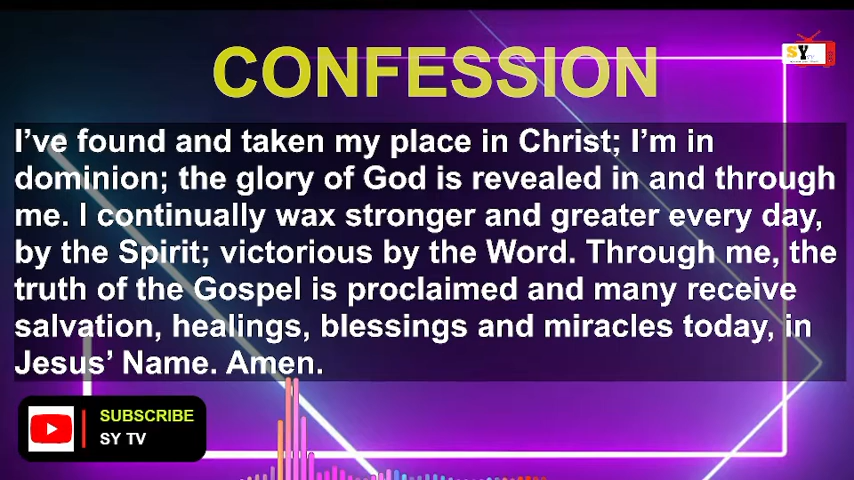 CONFESSION
SY
I’ve found and taken my place in Christ; I’m in
dominion; the glory of God is revealed in and through
me. I continually wax stronger and greater every day,
by the Spirit; victorious by the Word. Through me, the
truth of the Gospel is proclaimed and many receive
salvation, healings, blessings and miracles today, in
Jesus’ Name. Amen.
SUBSCRIBE
SY TV